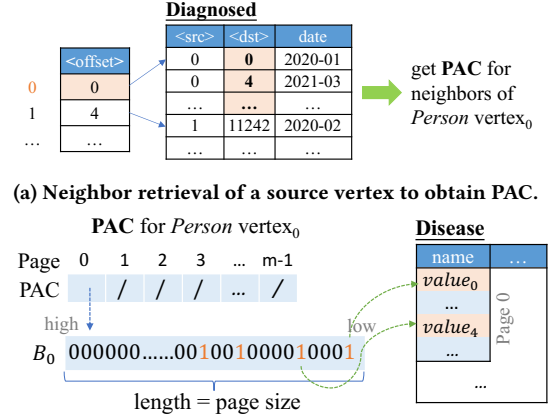 Diagnosed
<offset>
0 0
1 4
...
<src> <dst> date
0 0 2020-01
0 4 2021-03
... ... ...
1 11242 2020-02
... ...
get PAC for
neighbors of
Person vertex₀
(a) Neighbor retrieval of a source vertex to obtain PAC.
PAC for Person vertex₀
Page 0 1 2 3 ... m-1
PAC / / / ... /
high
low
B₀ 000000......001001000010001
length = page size
Disease
name ...
value₀
...
value₄
...
Page 0
...